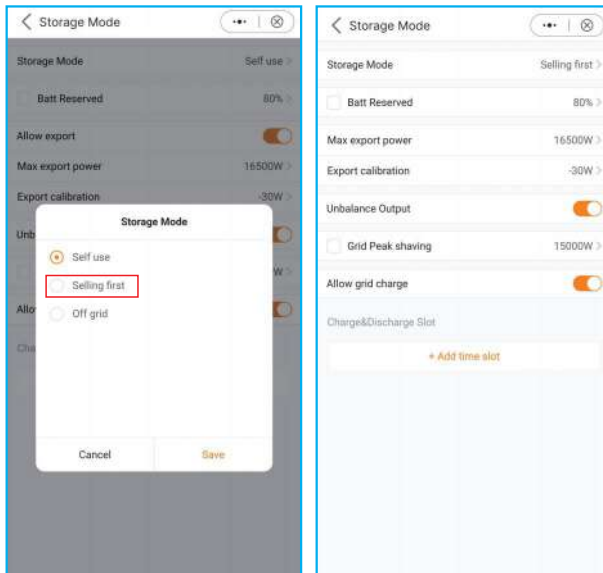 Storage Mode
Storage Mode Self use >
Batt Reserved 80% >
Allow export
Max export power 16500W >
Export calibration -30W >
Storage Mode
Unb
Self use
W >
Selling first
Allo
Off grid
Cha
Cancel Save
Storage Mode
Storage Mode Selling first >
Batt Reserved 80% >
Max export power 16500W >
Export calibration -30W >
Unbalance Output
Grid Peak shaving 15000W >
Allow grid charge
Charge&Discharge Slot
+ Add time slot